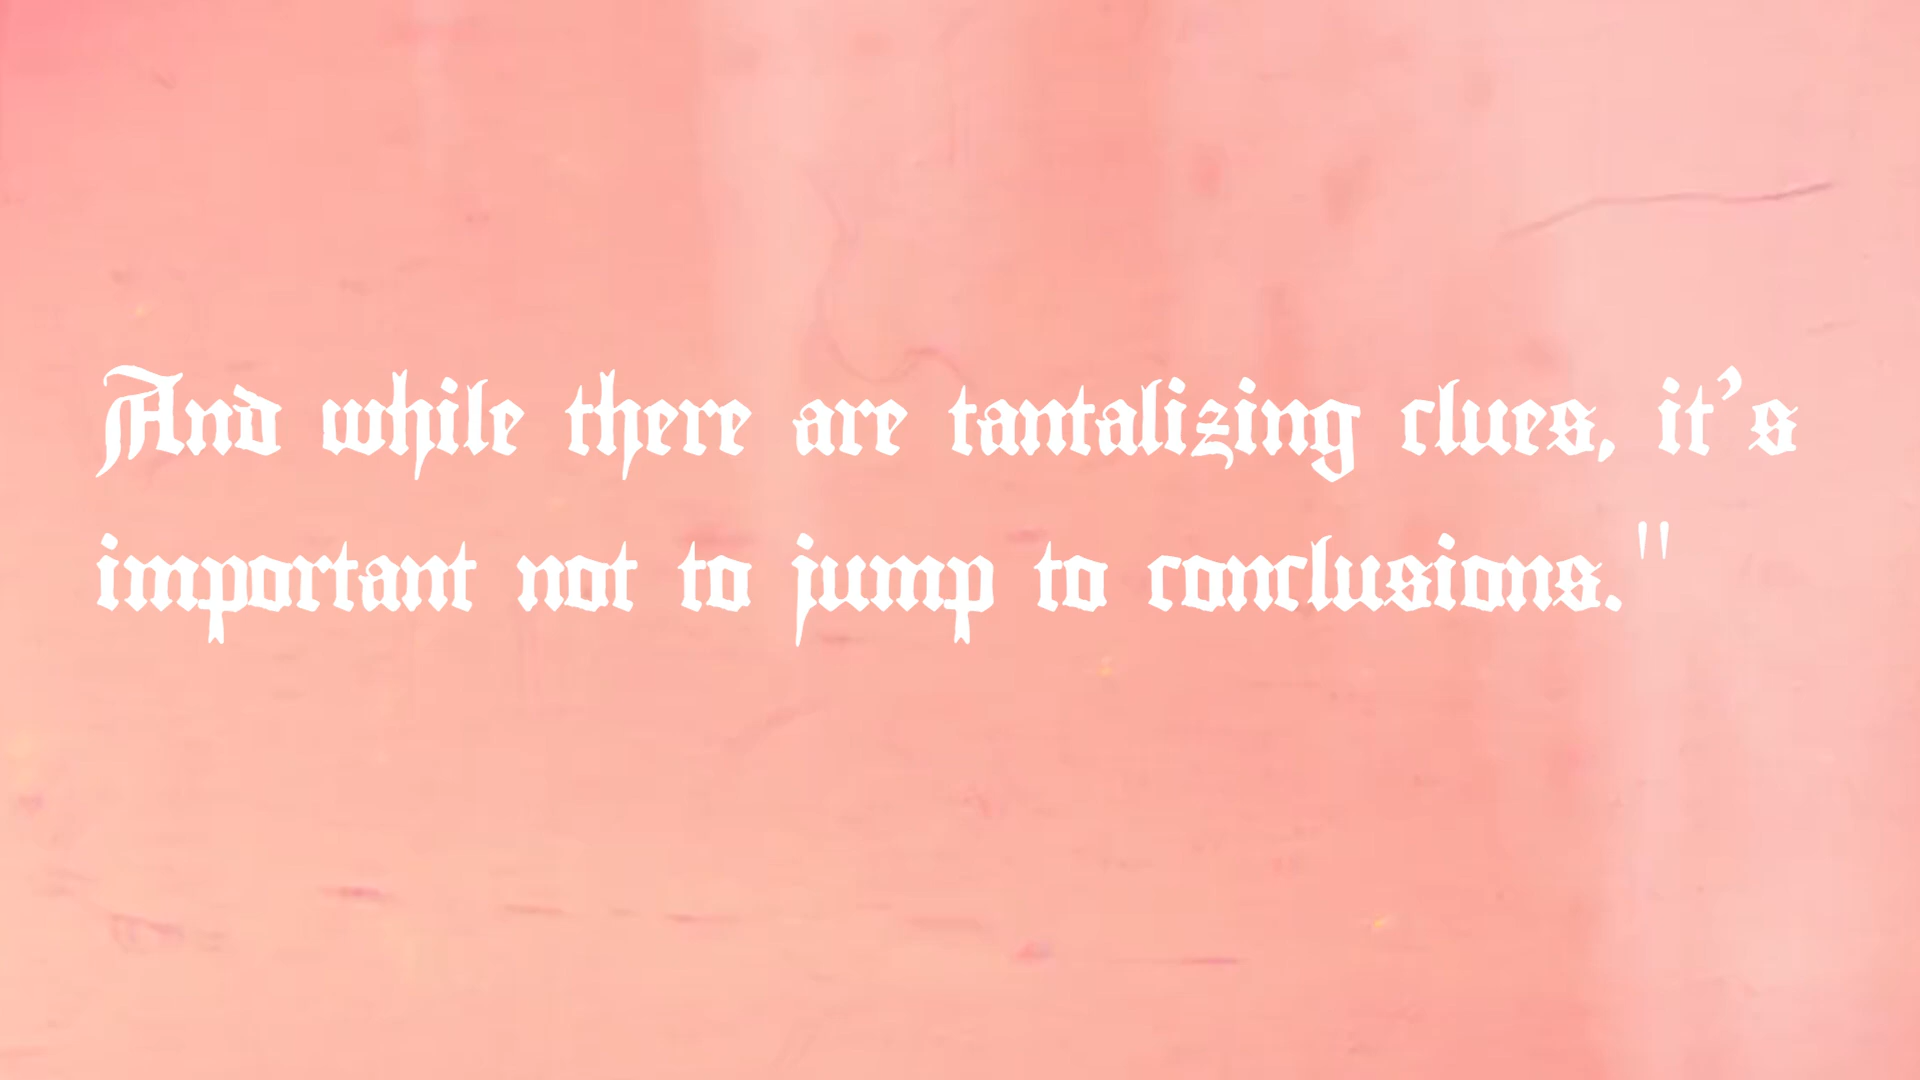 And while there are tantalizing clues, it's
important not to jump to conclusions."